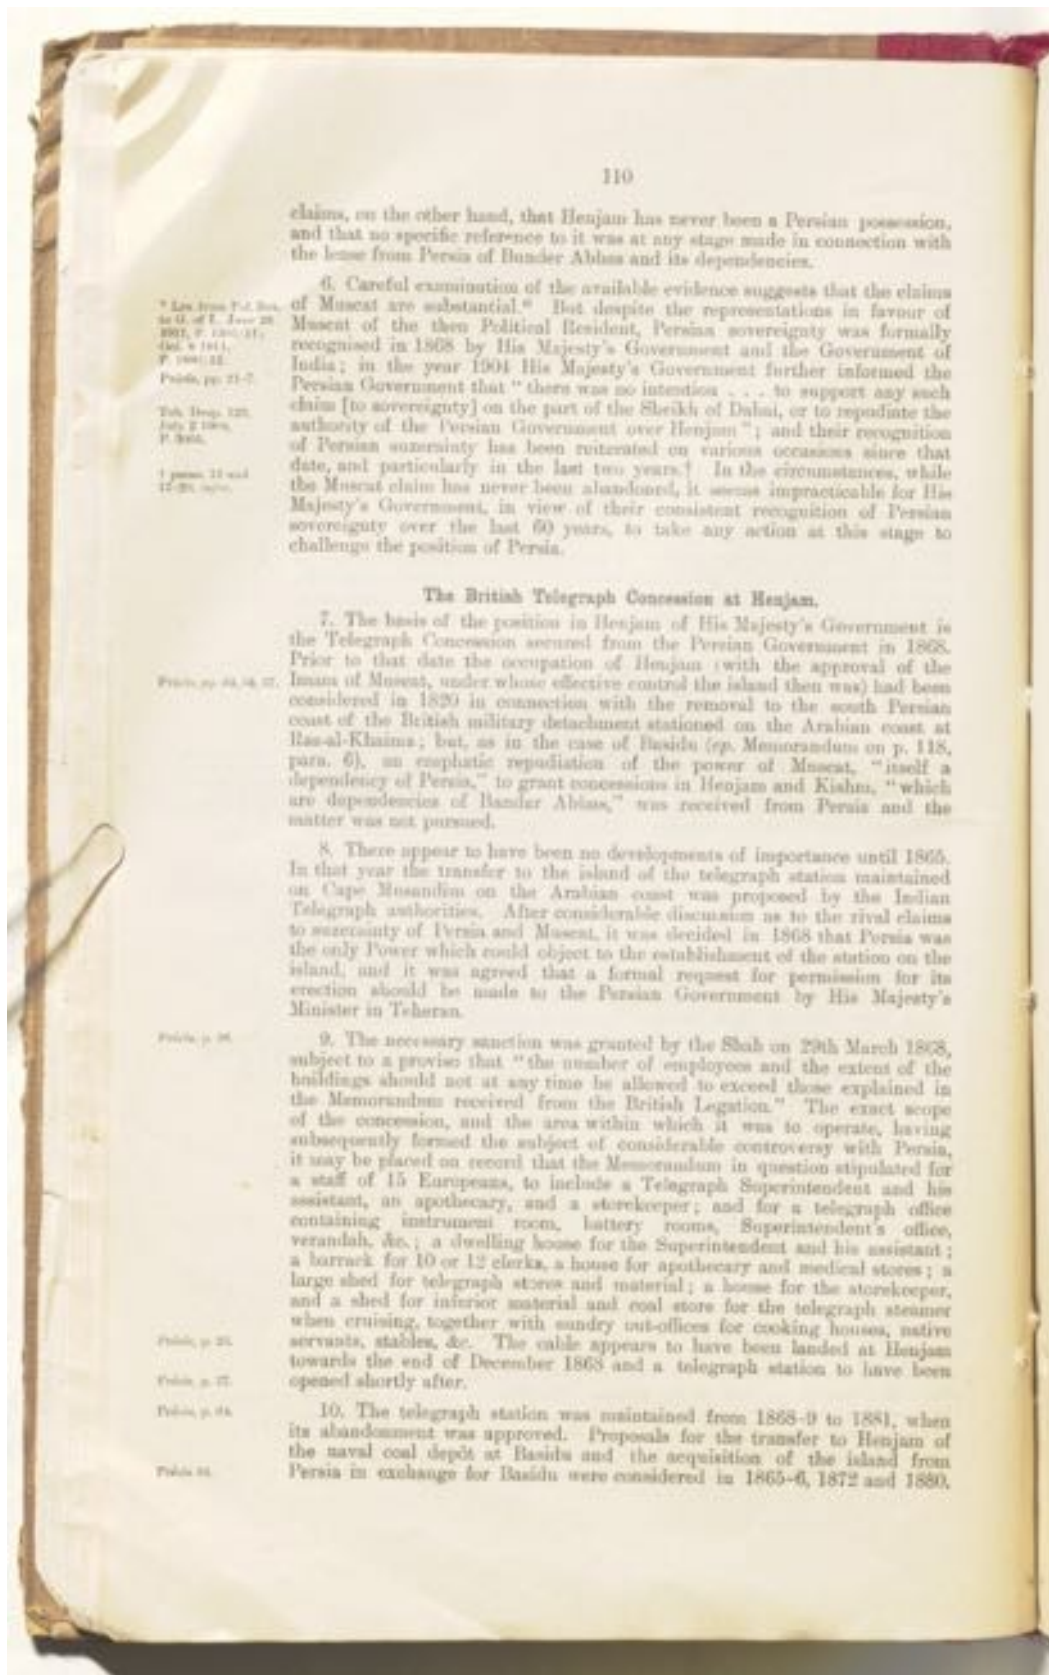 110
claims, on the other hand, that Henjam has never been a Persian possession,
and that no specific reference to it was at any stage made in connection with
the lease from Persia of Bunder Abbas and its dependencies.
6. Careful examination of the available evidence suggests that the claims
of Muscat are substantial.* But despite the representations in favour of
Muscat of the then Political Resident, Persian sovereignty was formally
recognised in 1868 by His Majesty's Government and the Government of
India; in the year 1904 His Majesty's Government further informed the
Persian Government that "there was no intention . . . to support any such
claim [to sovereignty] on the part of the Sheikh of Dabai, or to repudiate the
authority of the Persian Government over Henjam"; and their recognition
of Persian suzerainty has been reiterated on various occasions since that
date, and particularly in the last two years.† In the circumstances, while
the Muscat claim has never been abandoned, it seems impracticable for His
Majesty's Government, in view of their consistent recognition of Persian
sovereignty over the last 60 years, to take any action at this stage to
challenge the position of Persia.
Précis, pp. 21-7.
The British Telegraph Concession at Henjam.
7. The basis of the position in Henjam of His Majesty's Government is
the Telegraph Concession secured from the Persian Government in 1868.
Prior to that date the occupation of Henjam (with the approval of the
Imam of Muscat, under whose effective control the island then was) had been
considered in 1820 in connection with the removal to the south Persian
coast of the British military detachment stationed on the Arabian coast at
Ras-al-Khaima; but, as in the case of Basidu (cp. Memorandum on p. 118,
para. 6), an emphatic repudiation of the power of Muscat, "itself a
dependency of Persia," to grant concessions in Henjam and Kishm, "which
are dependencies of Bandar Abbas," was received from Persia and the
matter was not pursued.
8. There appear to have been no developments of importance until 1865.
In that year the transfer to the island of the telegraph station maintained
on Cape Musandim on the Arabian coast was proposed by the Indian
Telegraph authorities. After considerable discussion as to the rival claims
to suzerainty of Persia and Muscat, it was decided in 1868 that Persia was
the only Power which could object to the establishment of the station on the
island, and it was agreed that a formal request for permission for its
erection should be made to the Persian Government by His Majesty's
Minister in Teheran.
9. The necessary sanction was granted by the Shah on 29th March 1868,
subject to a proviso that "the number of employees and the extent of the
buildings should not at any time be allowed to exceed those explained in
the Memorandum received from the British Legation." The exact scope
of the concession, and the area within which it was to operate, having
subsequently formed the subject of considerable controversy with Persia,
it may be placed on record that the Memorandum in question stipulated for
a staff of 15 Europeans, to include a Telegraph Superintendent and his
assistant, an apothecary, and a storekeeper; and for a telegraph office
containing instrument room, battery rooms, Superintendent's office,
verandah, &c.; a dwelling house for the Superintendent and his assistant;
a barrack for 10 or 12 clerks, a house for apothecary and medical stores; a
large shed for telegraph stores and material; a house for the storekeeper,
and a shed for inferior material and coal store for the telegraph steamer
when cruising, together with sundry out-offices for cooking houses, native
servants, stables, &c. The cable appears to have been landed at Henjam
towards the end of December 1868 and a telegraph station to have been
opened shortly after.
10. The telegraph station was maintained from 1868-9 to 1881, when
its abandonment was approved. Proposals for the transfer to Henjam of
the naval coal depôt at Basidu and the acquisition of the island from
Persia in exchange for Basidu were considered in 1865-6, 1872 and 1880.